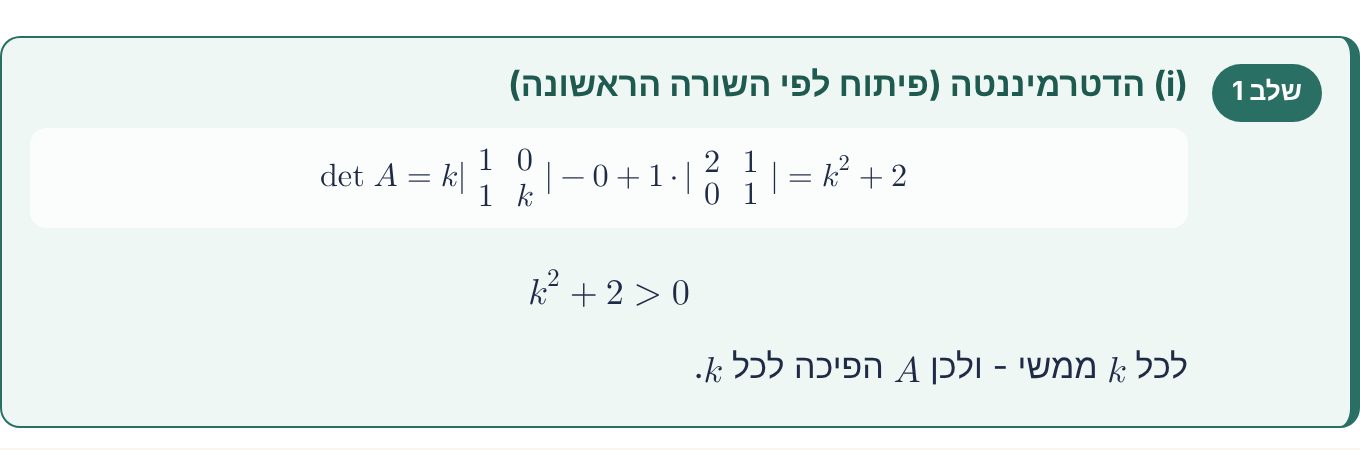 שלב 1
(i) הדטרמיננטה (פיתוח לפי השורה הראשונה)
det A = k| 1 0 1 k | − 0 + 1 · | 2 1 0 1 | = k² + 2
k² + 2 > 0
לכל k ממשי - ולכן A הפיכה לכל k.